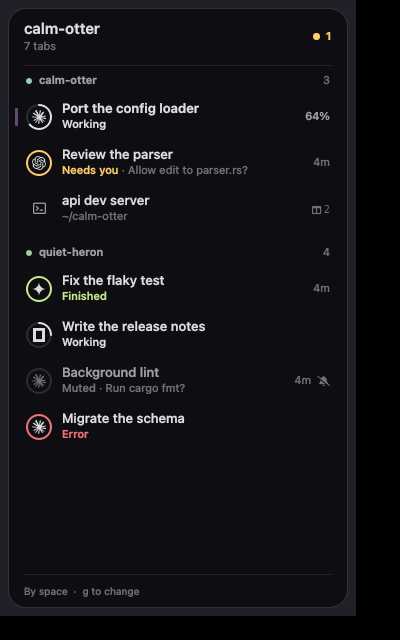 calm-otter
7 tabs
1
calm-otter 3
Port the config loader
Working
64%
Review the parser
Needs you · Allow edit to parser.rs?
4m
api dev server
~/calm-otter
2
quiet-heron 4
Fix the flaky test
Finished
4m
Write the release notes
Working
Background lint
Muted · Run cargo fmt?
4m
Migrate the schema
Error
By space · g to change